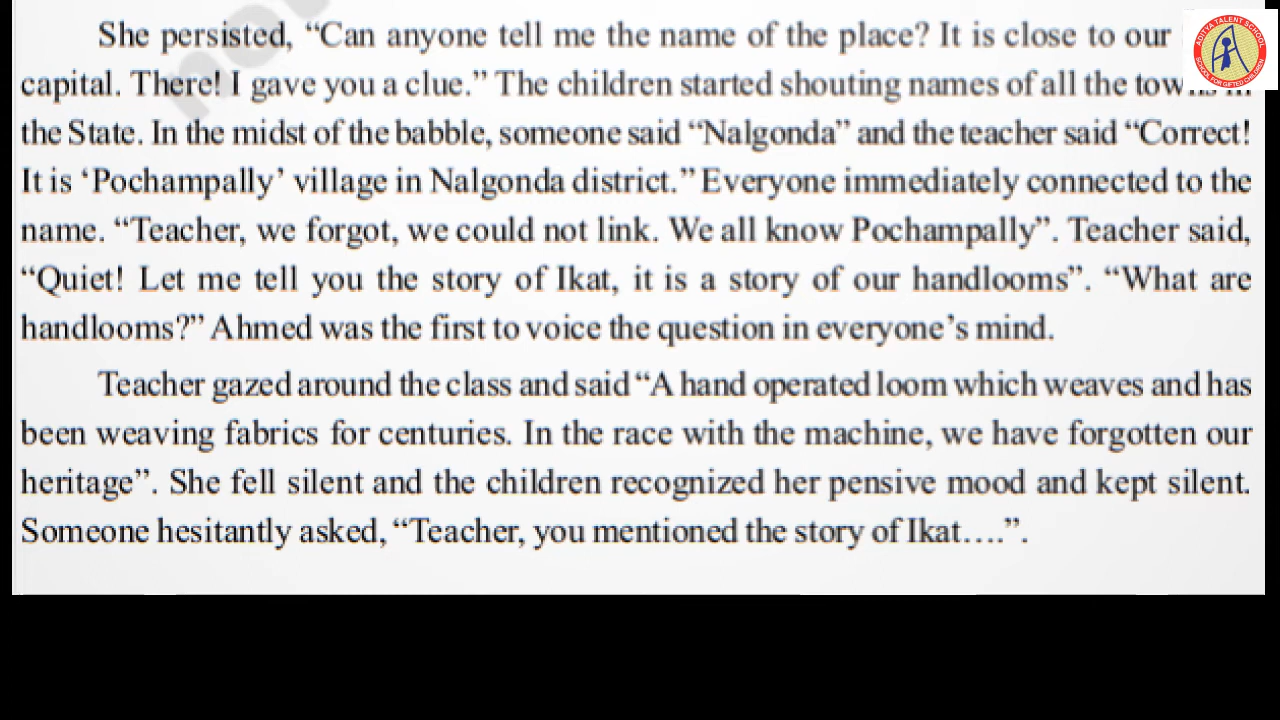 She persisted, “Can anyone tell me the name of the place? It is close to our
capital. There! I gave you a clue.” The children started shouting names of all the
the State. In the midst of the babble, someone said “Nalgonda” and the teacher said “Correct!
It is ‘Pochampally’ village in Nalgonda district.” Everyone immediately connected to the
name. “Teacher, we forgot, we could not link. We all know Pochampally”. Teacher said,
“Quiet! Let me tell you the story of Ikat, it is a story of our handlooms”. “What are
handlooms?” Ahmed was the first to voice the question in everyone’s mind.
Teacher gazed around the class and said “A hand operated loom which weaves and has
been weaving fabrics for centuries. In the race with the machine, we have forgotten our
heritage”. She fell silent and the children recognized her pensive mood and kept silent.
Someone hesitantly asked, “Teacher, you mentioned the story of Ikat….”.
ADITYA TALENT SCHOOL
SCHOOL FOR GIFTED CHILDREN